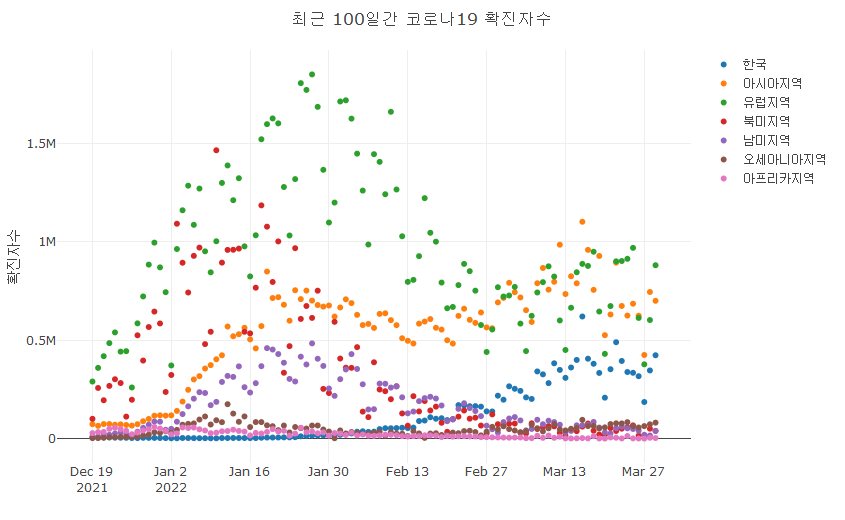 최근 100일간 코로나19 확진자수
한국
아시아지역
유럽지역
북미지역
남미지역
오세아니아지역
아프리카지역
확진자수
1.5M
1M
0.5M
0
Dec 19
2021
Jan 2
2022
Jan 16
Jan 30
Feb 13
Feb 27
Mar 13
Mar 27